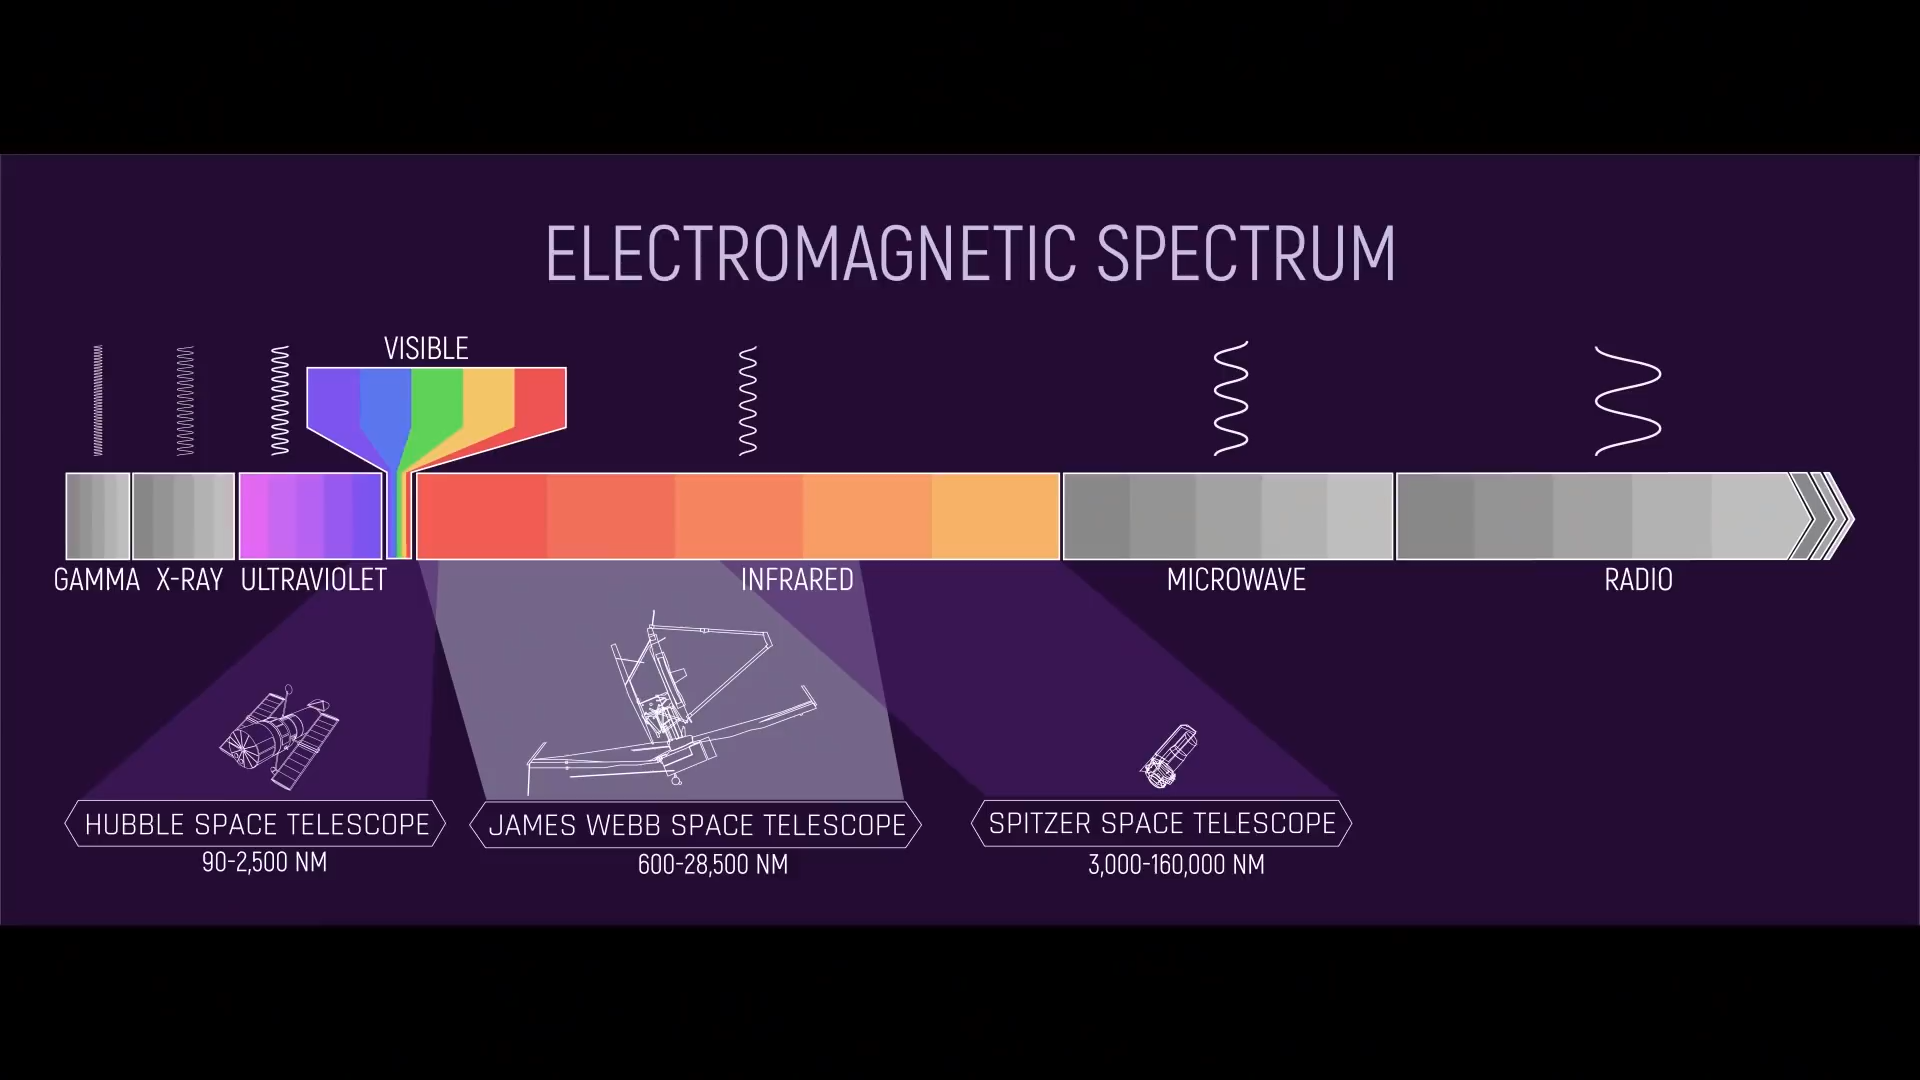 ELECTROMAGNETIC SPECTRUM
VISIBLE
GAMMA
X-RAY
ULTRAVIOLET
INFRARED
MICROWAVE
RADIO
HUBBLE SPACE TELESCOPE
90-2,500 NM
JAMES WEBB SPACE TELESCOPE
600-28,500 NM
SPITZER SPACE TELESCOPE
3,000-160,000 NM